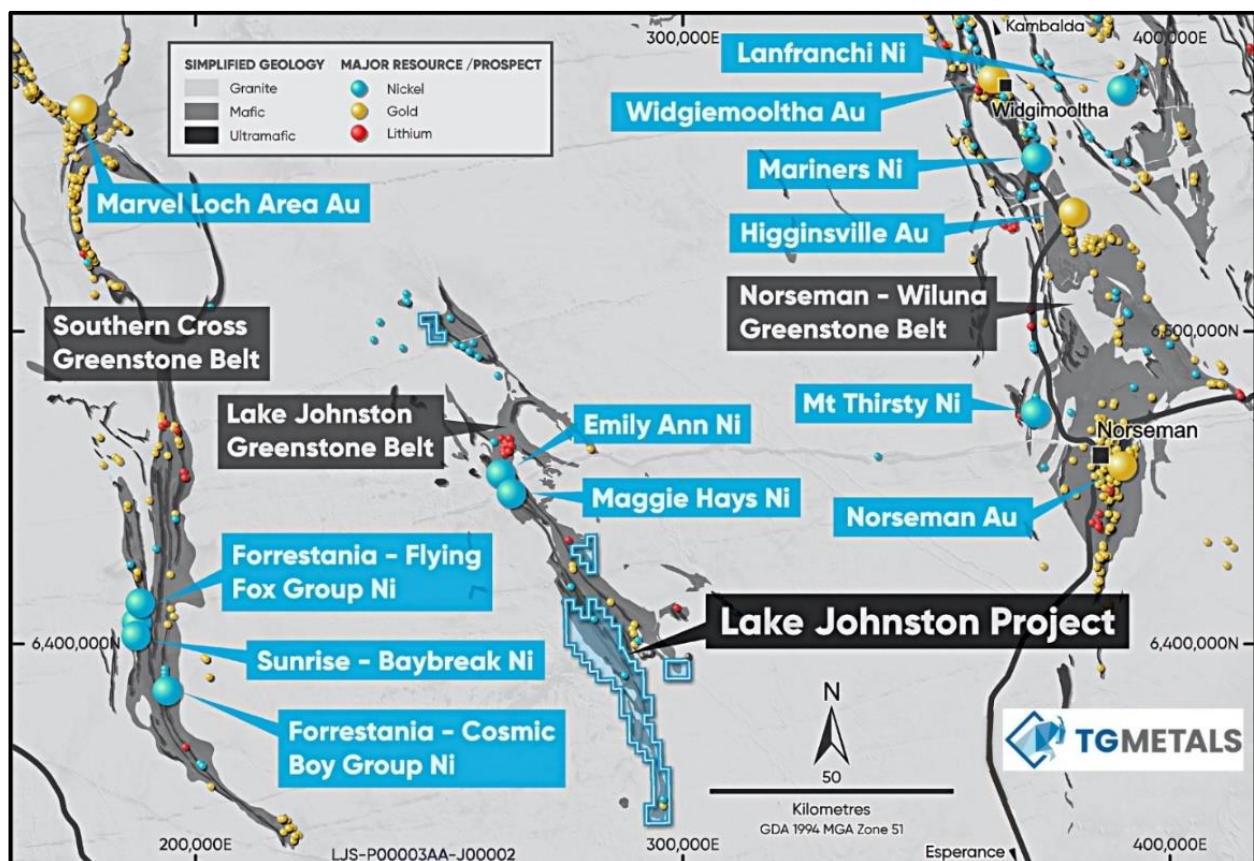 300,000E
Kambalda
400,000E
SIMPLIFIED GEOLOGY
Granite
Mafic
Ultramafic
MAJOR RESOURCE /PROSPECT
Nickel
Gold
Lithium
Lanfranchi Ni
Widgiemooltha Au
Widgimooltha
Mariners Ni
Marvel Loch Area Au
Higginsville Au
Norseman - Wiluna
Greenstone Belt
6,500,000N
Southern Cross
Greenstone Belt
Lake Johnston
Greenstone Belt
Emily Ann Ni
Maggie Hays Ni
Mt Thirsty Ni
Norseman
Norseman Au
Forrestania - Flying
Fox Group Ni
Lake Johnston Project
6,400,000N
Sunrise - Baybreak Ni
6,400,000N
Forrestania - Cosmic
Boy Group Ni
N
50
Kilometres
GDA 1994 MGA Zone 51
TGMETALS
200,000E
LJS-P00003AA-J00002
300,000E
Esperance
400,000E